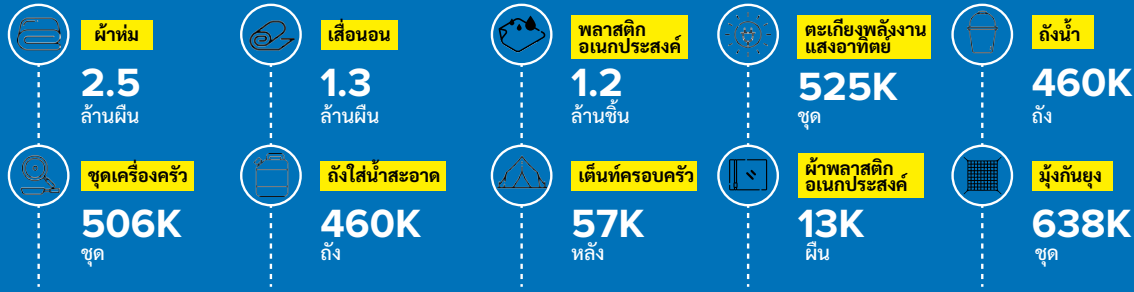 ผ้าห่ม
2.5
ล้านผืน
เสื่อนอน
1.3
ล้านผืน
พลาสติก
อเนกประสงค์
1.2
ล้านชิ้น
ตะเกียงพลังงาน
แสงอาทิตย์
525K
ชุด
ถังน้ำ
460K
ถัง
ชุดเครื่องครัว
506K
ชุด
ถังใส่น้ำสะอาด
460K
ถัง
เต็นท์ครอบครัว
57K
หลัง
ผ้าพลาสติก
อเนกประสงค์
13K
ผืน
มุ้งกันยุง
638K
ชุด